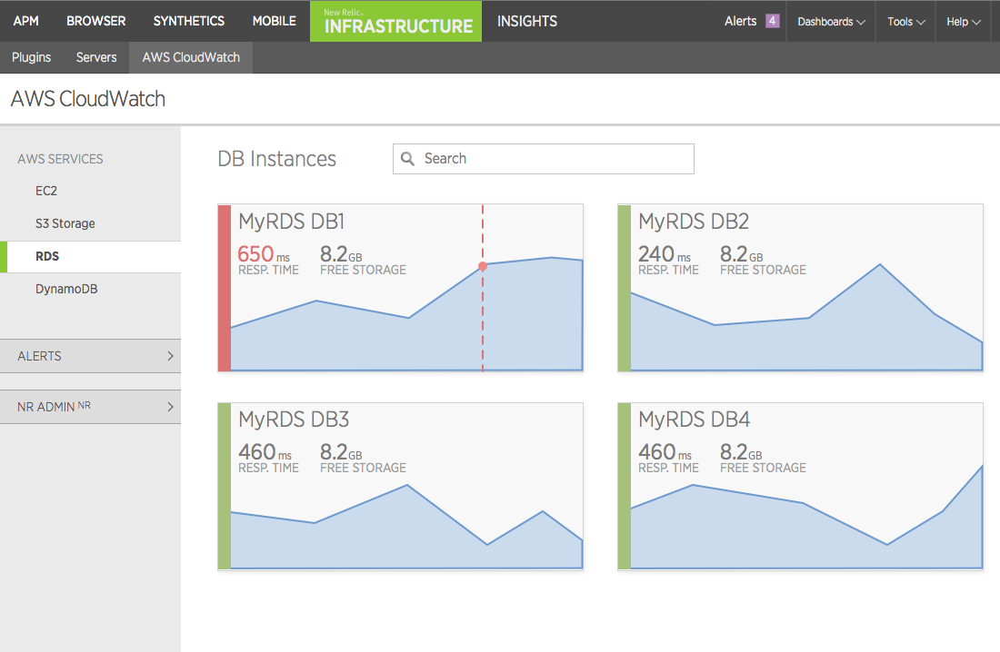 APM BROWSER SYNTHETICS MOBILE New Relic® INFRASTRUCTURE INSIGHTS Alerts 4 Dashboards Tools Help
Plugins Servers AWS CloudWatch
AWS CloudWatch
AWS SERVICES
EC2
S3 Storage
RDS
DynamoDB
ALERTS
NR ADMIN NR
DB Instances Search
MyRDS DB1
650 ms 8.2 GB
RESP. TIME FREE STORAGE
MyRDS DB2
240 ms 8.2 GB
RESP. TIME FREE STORAGE
MyRDS DB3
460 ms 8.2 GB
RESP. TIME FREE STORAGE
MyRDS DB4
460 ms 8.2 GB
RESP. TIME FREE STORAGE